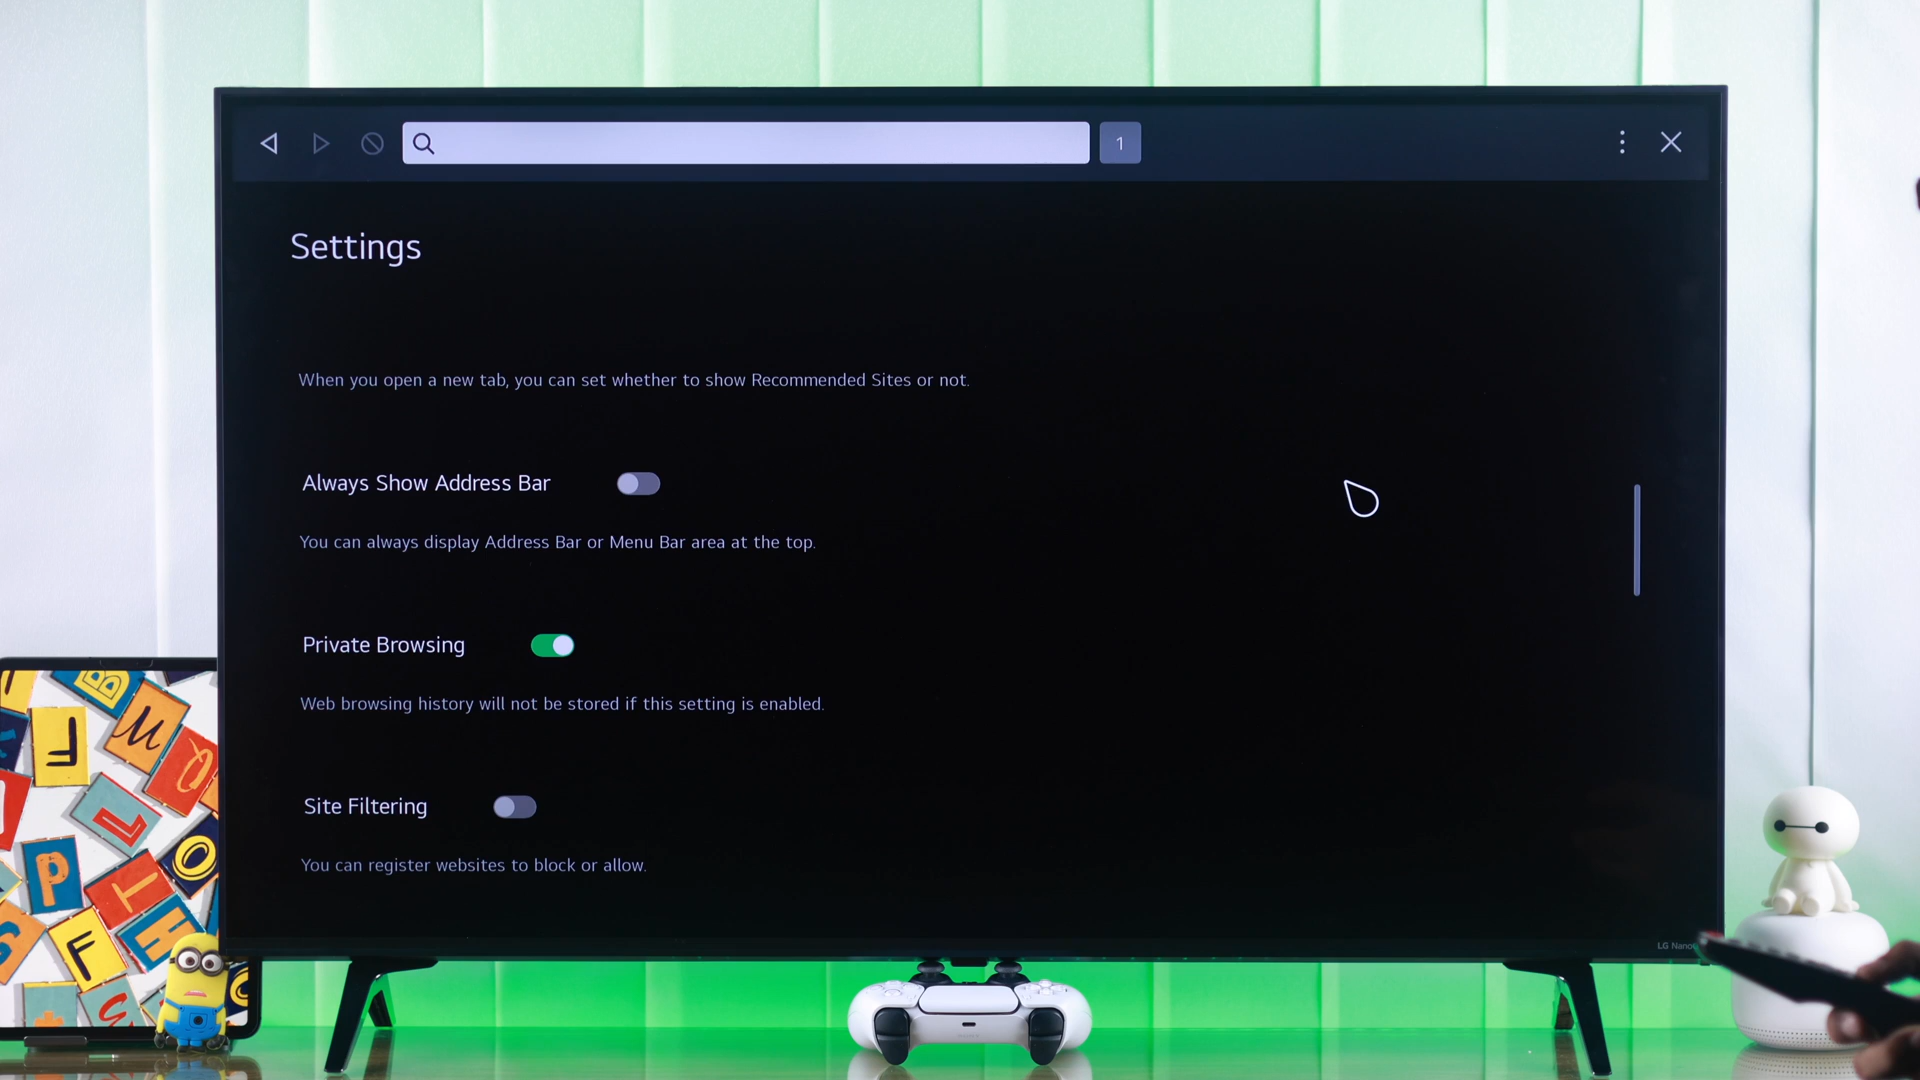 1
Settings
When you open a new tab, you can set whether to show Recommended Sites or not.
Always Show Address Bar
You can always display Address Bar or Menu Bar area at the top.
Private Browsing
Web browsing history will not be stored if this setting is enabled.
Site Filtering
You can register websites to block or allow.
LG
B
F
W
L
O
P
T
H
F